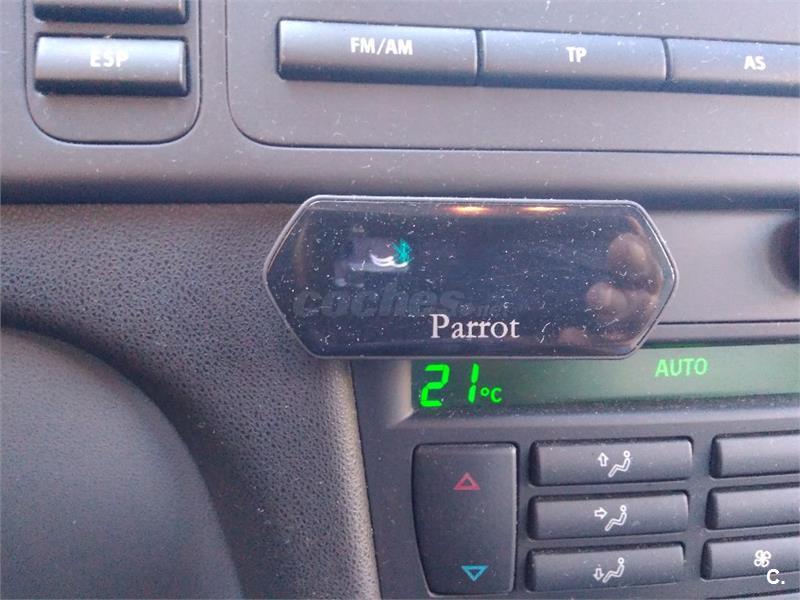 ESP
FM/AM
TP
AS
coches
Parrot
21°C
AUTO
C.